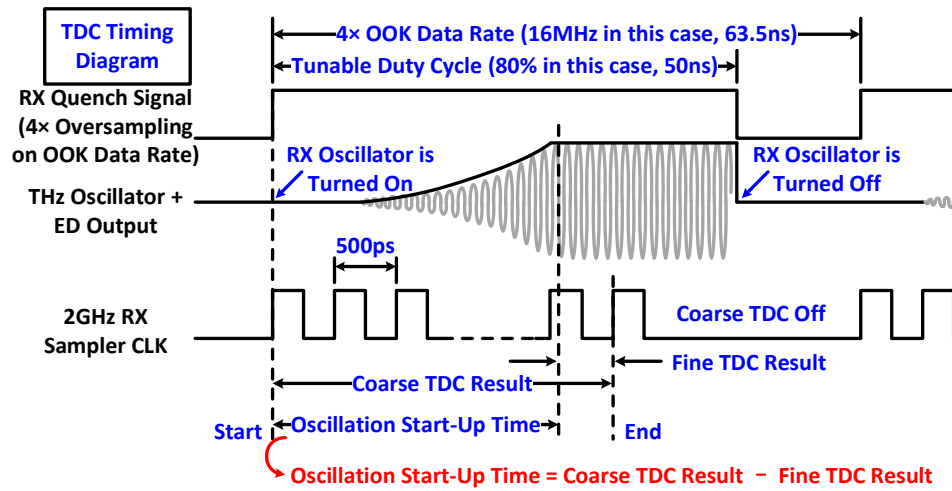 TDC Timing
Diagram
4× OOK Data Rate (16MHz in this case, 63.5ns)
Tunable Duty Cycle (80% in this case, 50ns)
RX Quench Signal
(4× Oversampling
on OOK Data Rate)
RX Oscillator is
Turned On
RX Oscillator is
Turned Off
THz Oscillator +
ED Output
500ps
2GHz RX
Sampler CLK
Coarse TDC Off
Fine TDC Result
Coarse TDC Result
Start
Oscillation Start-Up Time
End
Oscillation Start-Up Time = Coarse TDC Result − Fine TDC Result